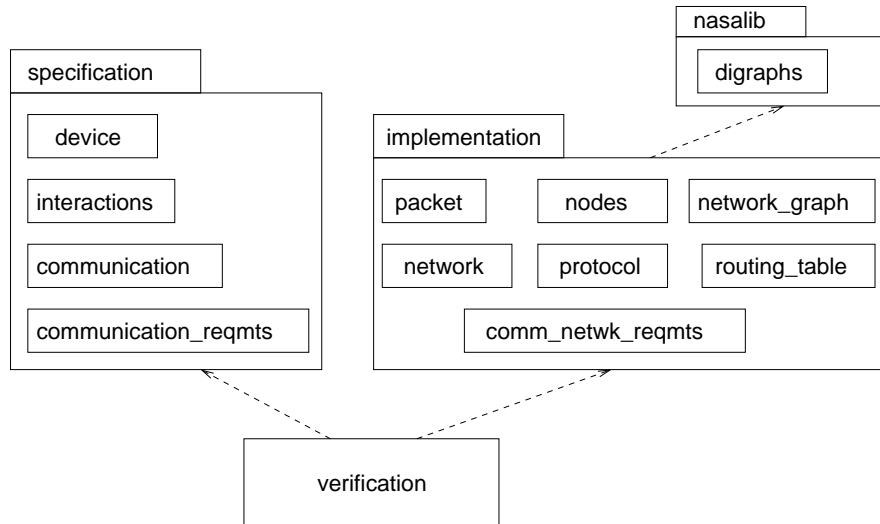 nasalib
digraphs
specification
device
interactions
communication
communication_reqmts
implementation
packet
nodes
network_graph
network
protocol
routing_table
comm_netwk_reqmts
verification